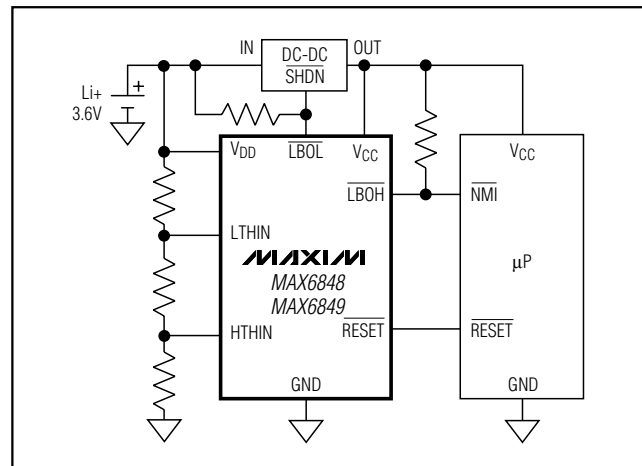 IN DC-DC OUT
SHDN
Li+ +
3.6V
VDD LBOL VCC VCC
LBOH NMI
LTHIN
MAXIM
MAX6848 µP
MAX6849
HTHIN RESET RESET
GND GND